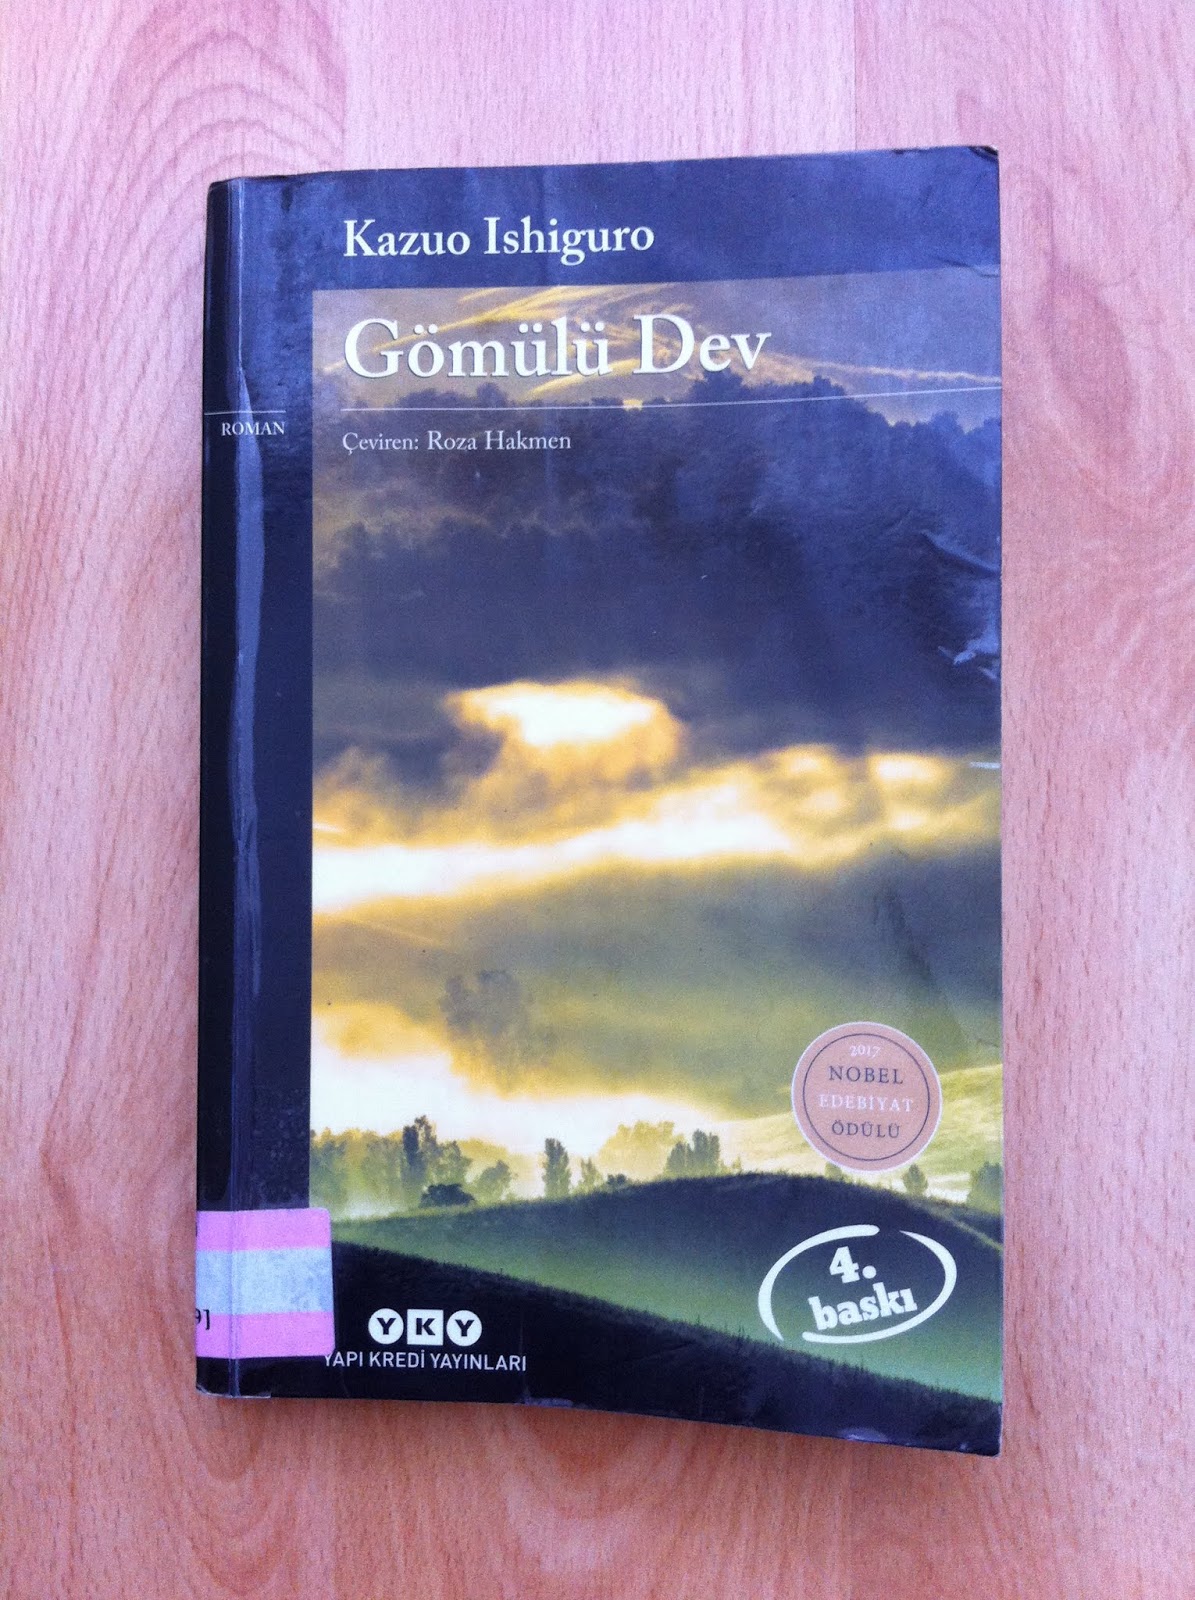 Kazuo Ishiguro
Gömülü Dev
ROMAN
Çeviren: Roza Hakmen
2017
NOBEL
EDEBİYAT
ÖDÜLÜ
4.
baskı
YKY
YAPI KREDİ YAYINLARI
9]